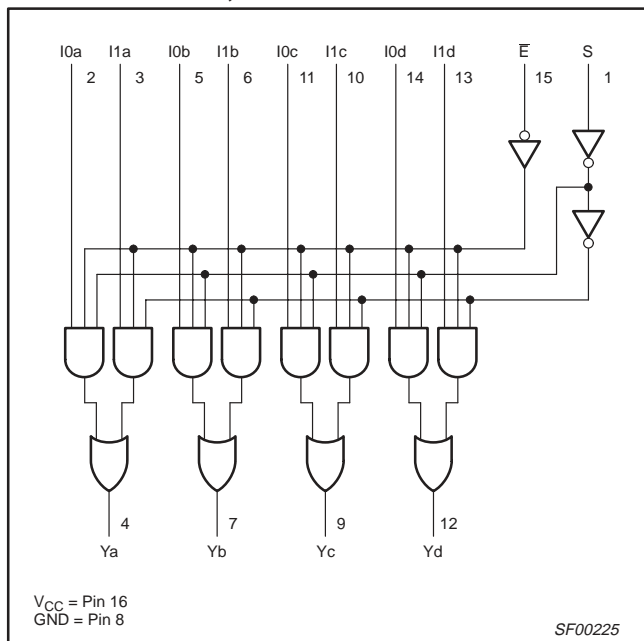 I0a I1a I0b I1b I0c I1c I0d I1d E̅ S
2 3 5 6 11 10 14 13 15 1
4 7 9 12
Ya Yb Yc Yd
VCC = Pin 16
GND = Pin 8
SF00225